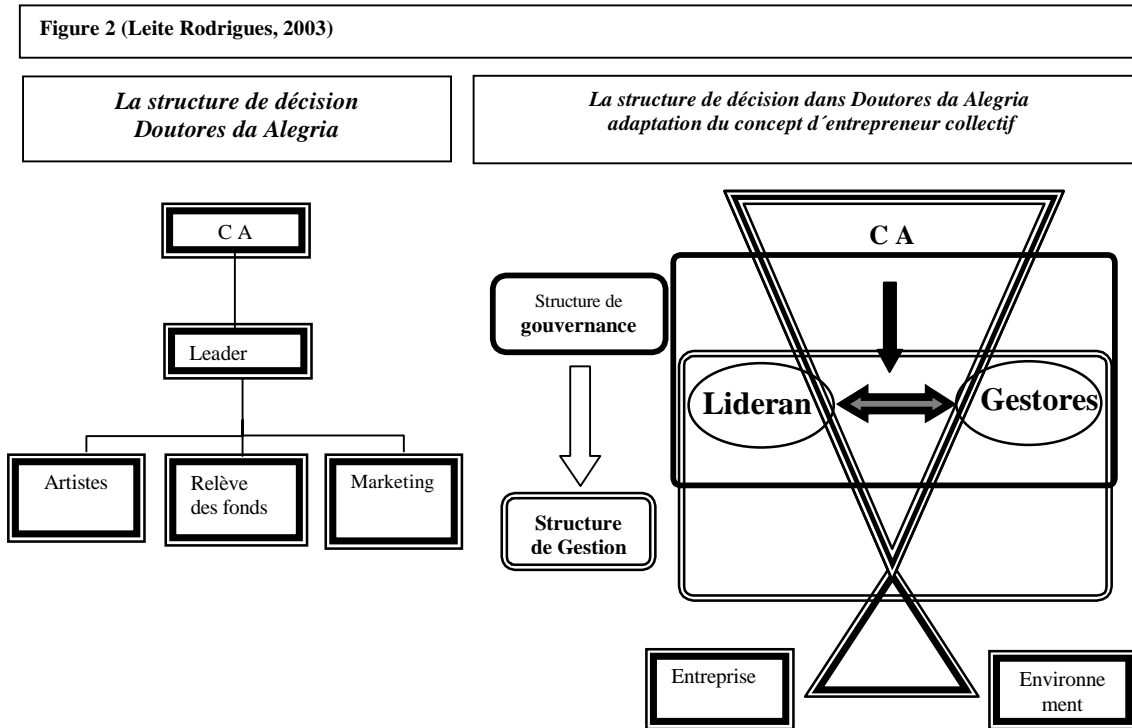 Figure 2 (Leite Rodrigues, 2003)
La structure de décision
Doutores da Alegria
La structure de décision dans Doutores da Alegria
adaptation du concept d´entrepreneur collectif
C A
Leader
Artistes
Relève
des fonds
Marketing
C A
Structure de
gouvernance
Lideran
Gestores
Structure
de Gestion
Entreprise
Environne
ment